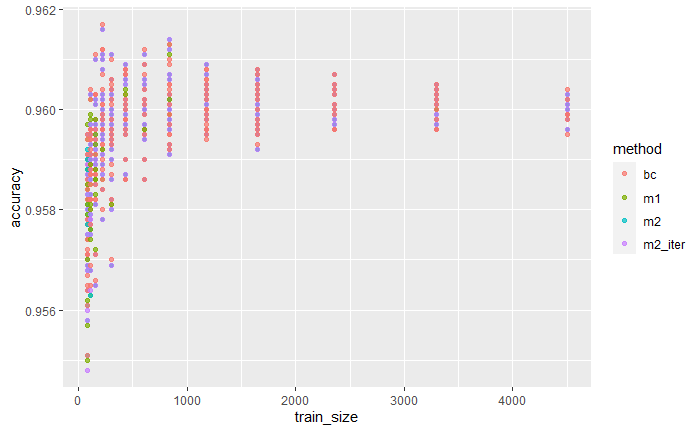 0.962
0.960
0.958
0.956
accuracy
0
1000
2000
3000
4000
train_size
method
bc
m1
m2
m2_iter